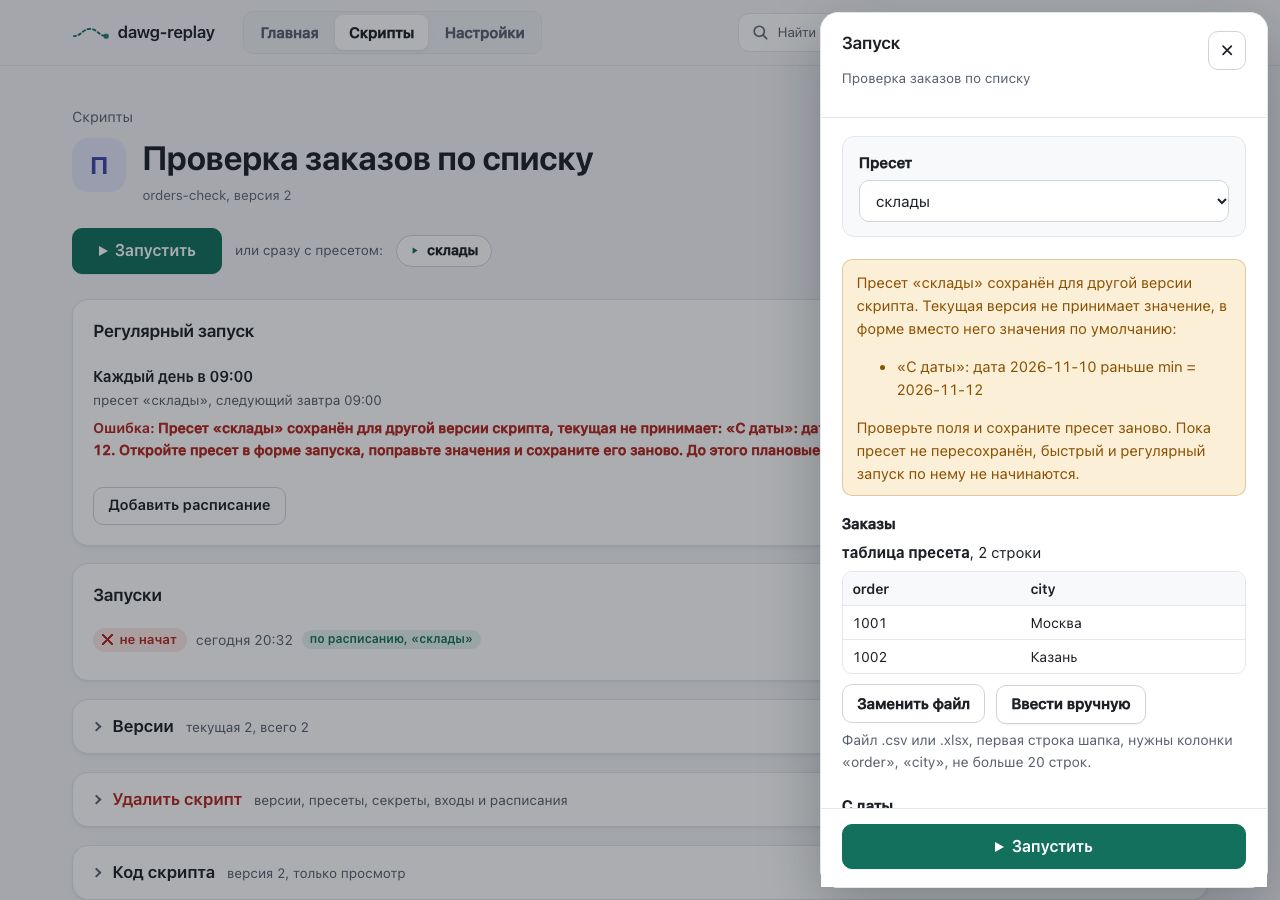 dawg-replay
Главная
Скрипты
Настройки
Найти
Скрипты
П
Проверка заказов по списку
orders-check, версия 2
Запустить
или сразу с пресетом:
склады
Регулярный запуск
Каждый день в 09:00
пресет «склады», следующий завтра 09:00
Ошибка: Пресет «склады» сохранён для другой версии скрипта, текущая не принимает: «С даты»:
12. Откройте пресет в форме запуска, поправьте значения и сохраните его заново. До этого плановые
Добавить расписание
Запуски
не начат
сегодня 20:32
по расписанию, «склады»
Версии
текущая 2, всего 2
Удалить скрипт
версии, пресеты, секреты, входы и расписания
Код скрипта
версия 2, только просмотр
Запуск
Проверка заказов по списку
Пресет
склады
Пресет «склады» сохранён для другой версии
скрипта. Текущая версия не принимает значение, в
форме вместо него значения по умолчанию:
• «С даты»: дата 2026-11-10 раньше min =
2026-11-12
Проверьте поля и сохраните пресет заново. Пока
пресет не пересохранён, быстрый и регулярный
запуск по нему не начинаются.
Заказы
таблица пресета, 2 строки
order city
1001 Москва
1002 Казань
Заменить файл
Ввести вручную
Файл .csv или .xlsx, первая строка шапка, нужны колонки
«order», «city», не больше 20 строк.
С даты
Запустить